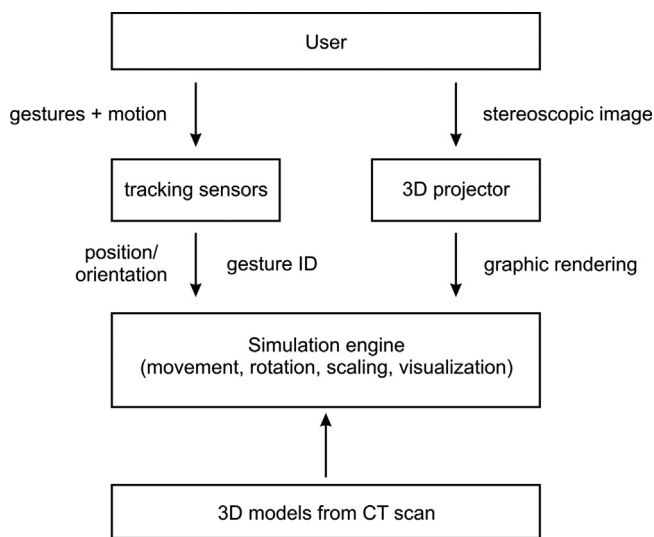 User
gestures + motion
stereoscopic image
tracking sensors
3D projector
position/
orientation
gesture ID
graphic rendering
Simulation engine
(movement, rotation, scaling, visualization)
3D models from CT scan